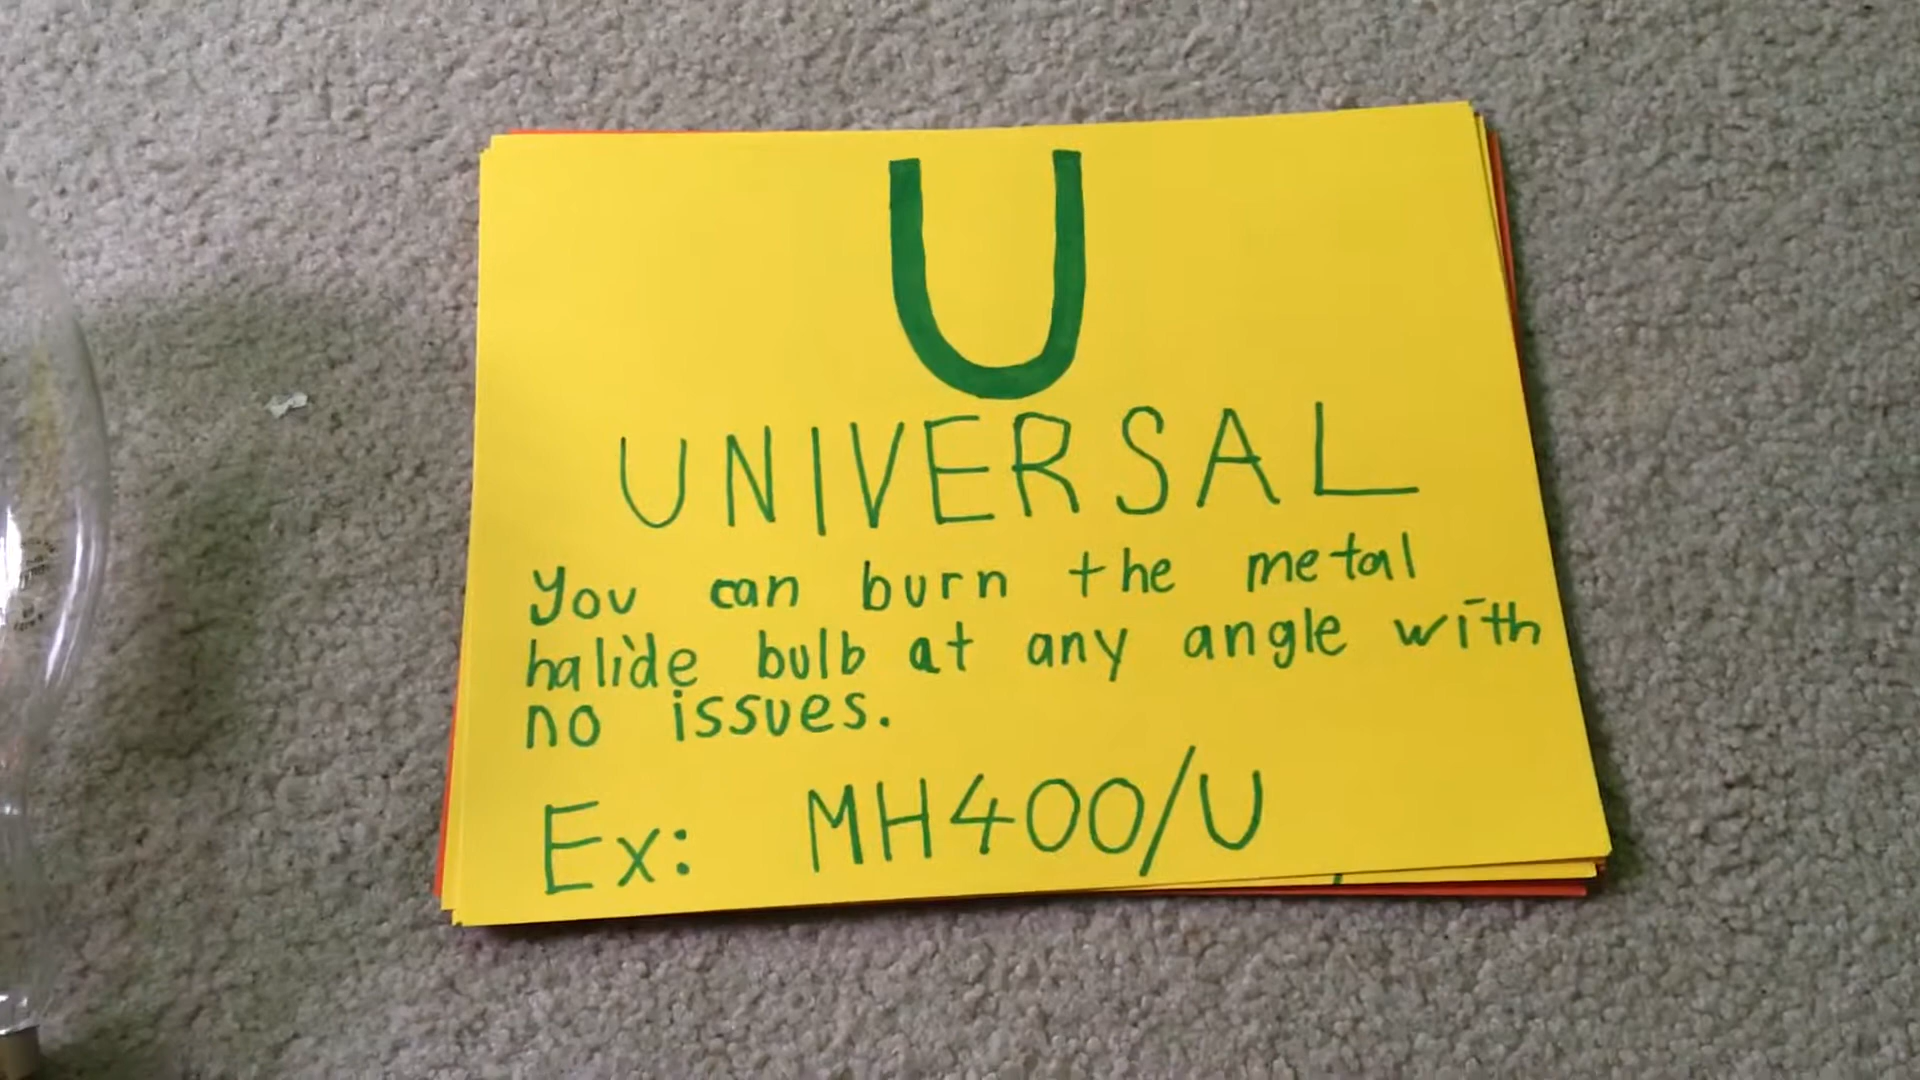 U
UNIVERSAL
You can burn the metal
halide bulb at any angle with
no issues.
Ex: MH400/U